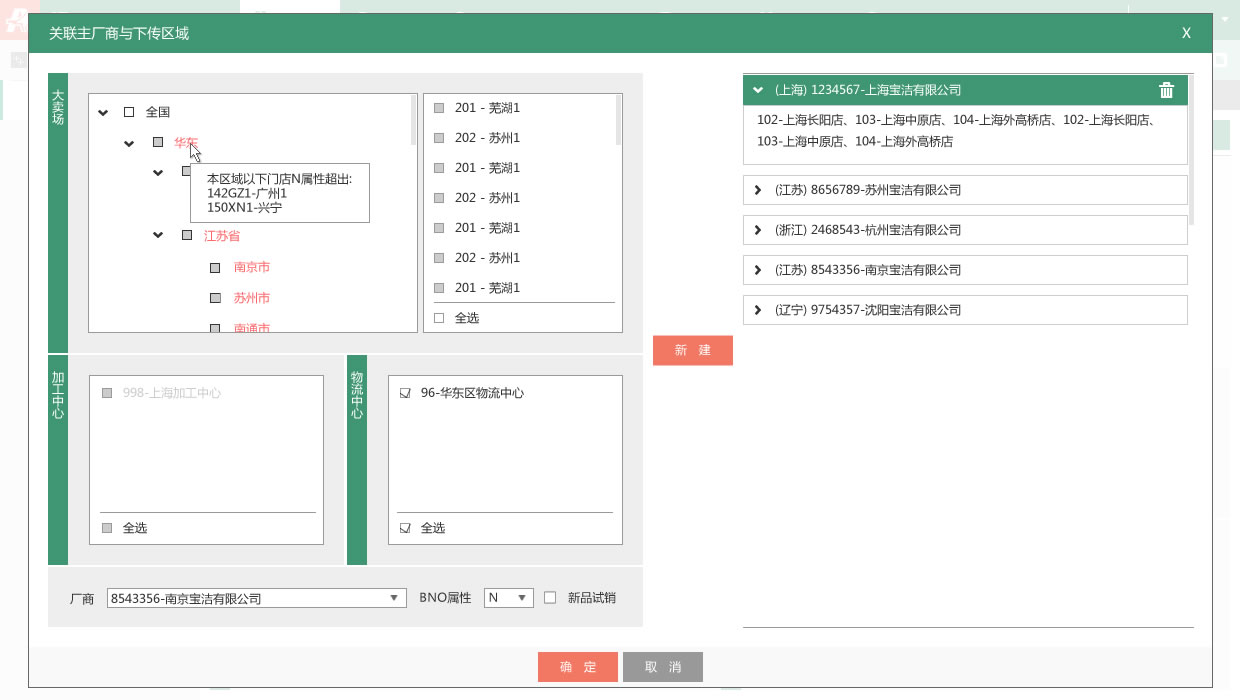 关联主厂商与下传区域
X
大卖场
全国
华东
本区域以下门店N属性超出:
142GZ1-广州1
150XN1-兴宁
江苏省
南京市
苏州市
南通市
201 - 芜湖1
202 - 苏州1
201 - 芜湖1
202 - 苏州1
201 - 芜湖1
202 - 苏州1
201 - 芜湖1
全选
加工中心
998-上海加工中心
全选
物流中心
96-华东区物流中心
全选
厂商
8543356-南京宝洁有限公司
BNO属性
N
新品试销
新 建
(上海) 1234567-上海宝洁有限公司
102-上海长阳店、103-上海中原店、104-上海外高桥店、102-上海长阳店、
103-上海中原店、104-上海外高桥店
(江苏) 8656789-苏州宝洁有限公司
(浙江) 2468543-杭州宝洁有限公司
(江苏) 8543356-南京宝洁有限公司
(辽宁) 9754357-沈阳宝洁有限公司
确 定
取 消